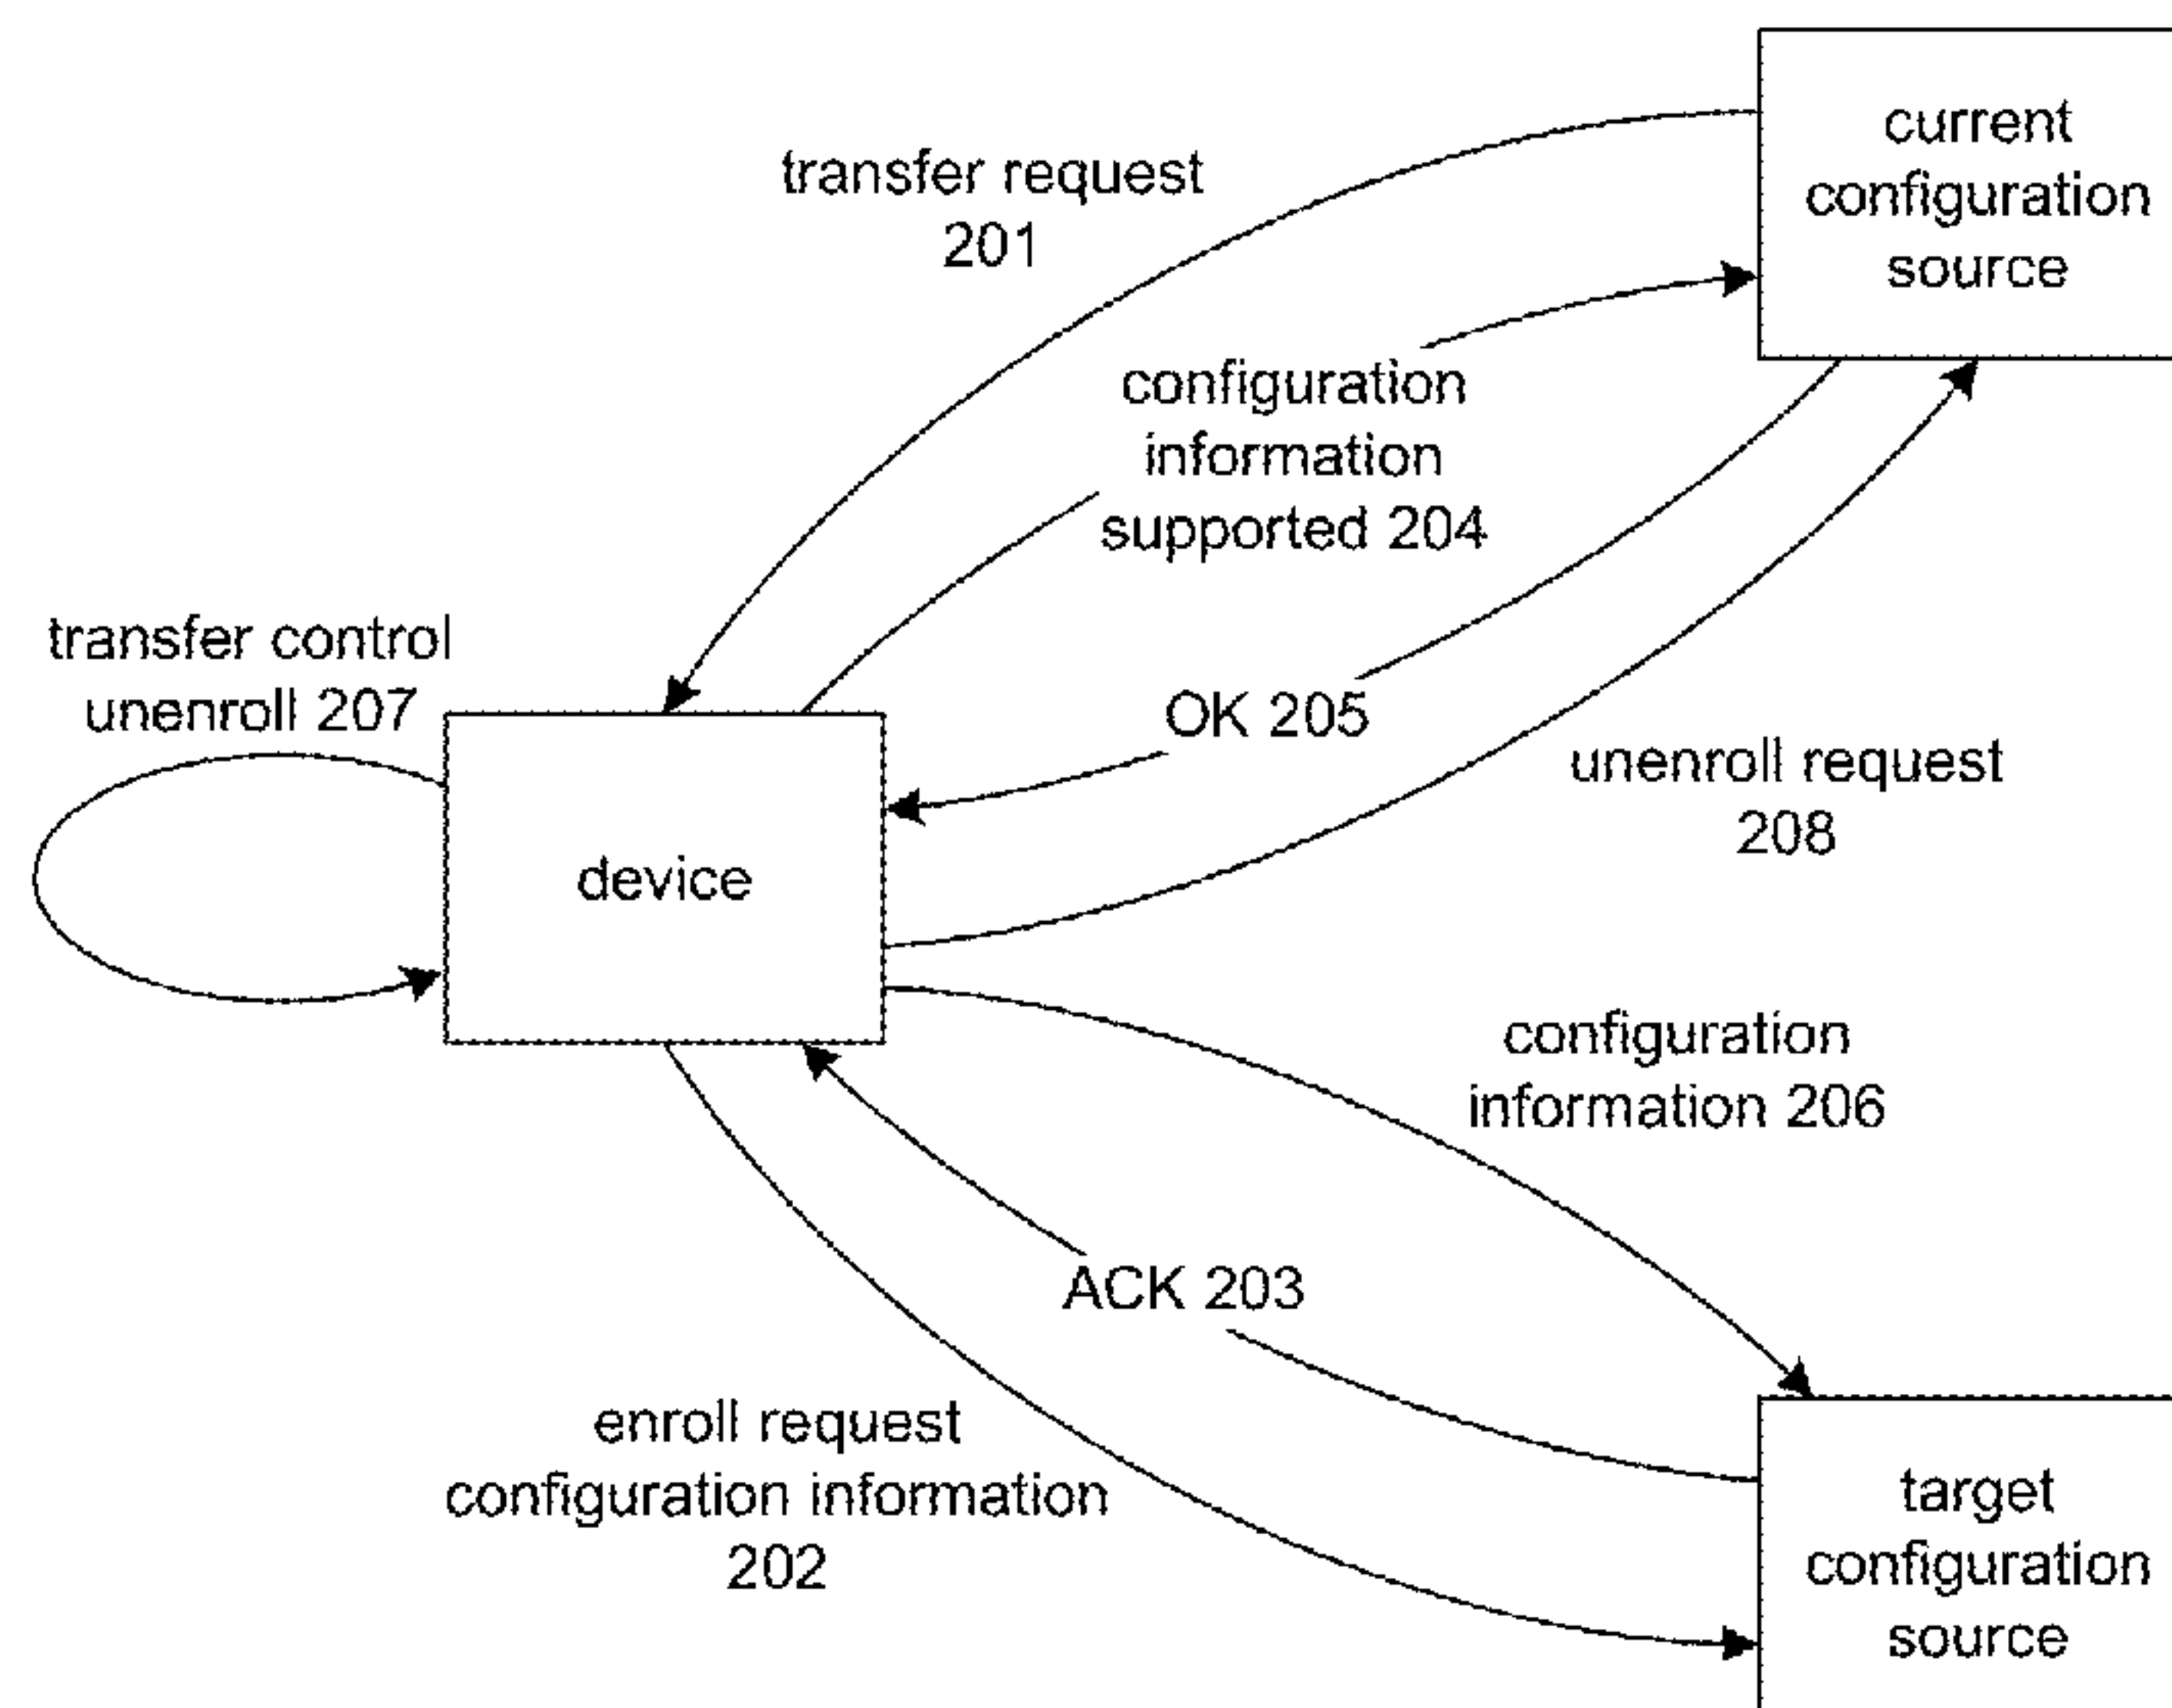 current
configuration
source
transfer request
201
configuration
information
supported 204
transfer control
unenroll 207
OK 205
unenroll request
208
device
configuration
information 206
ACK 203
enroll request
configuration information
202
target
configuration
source